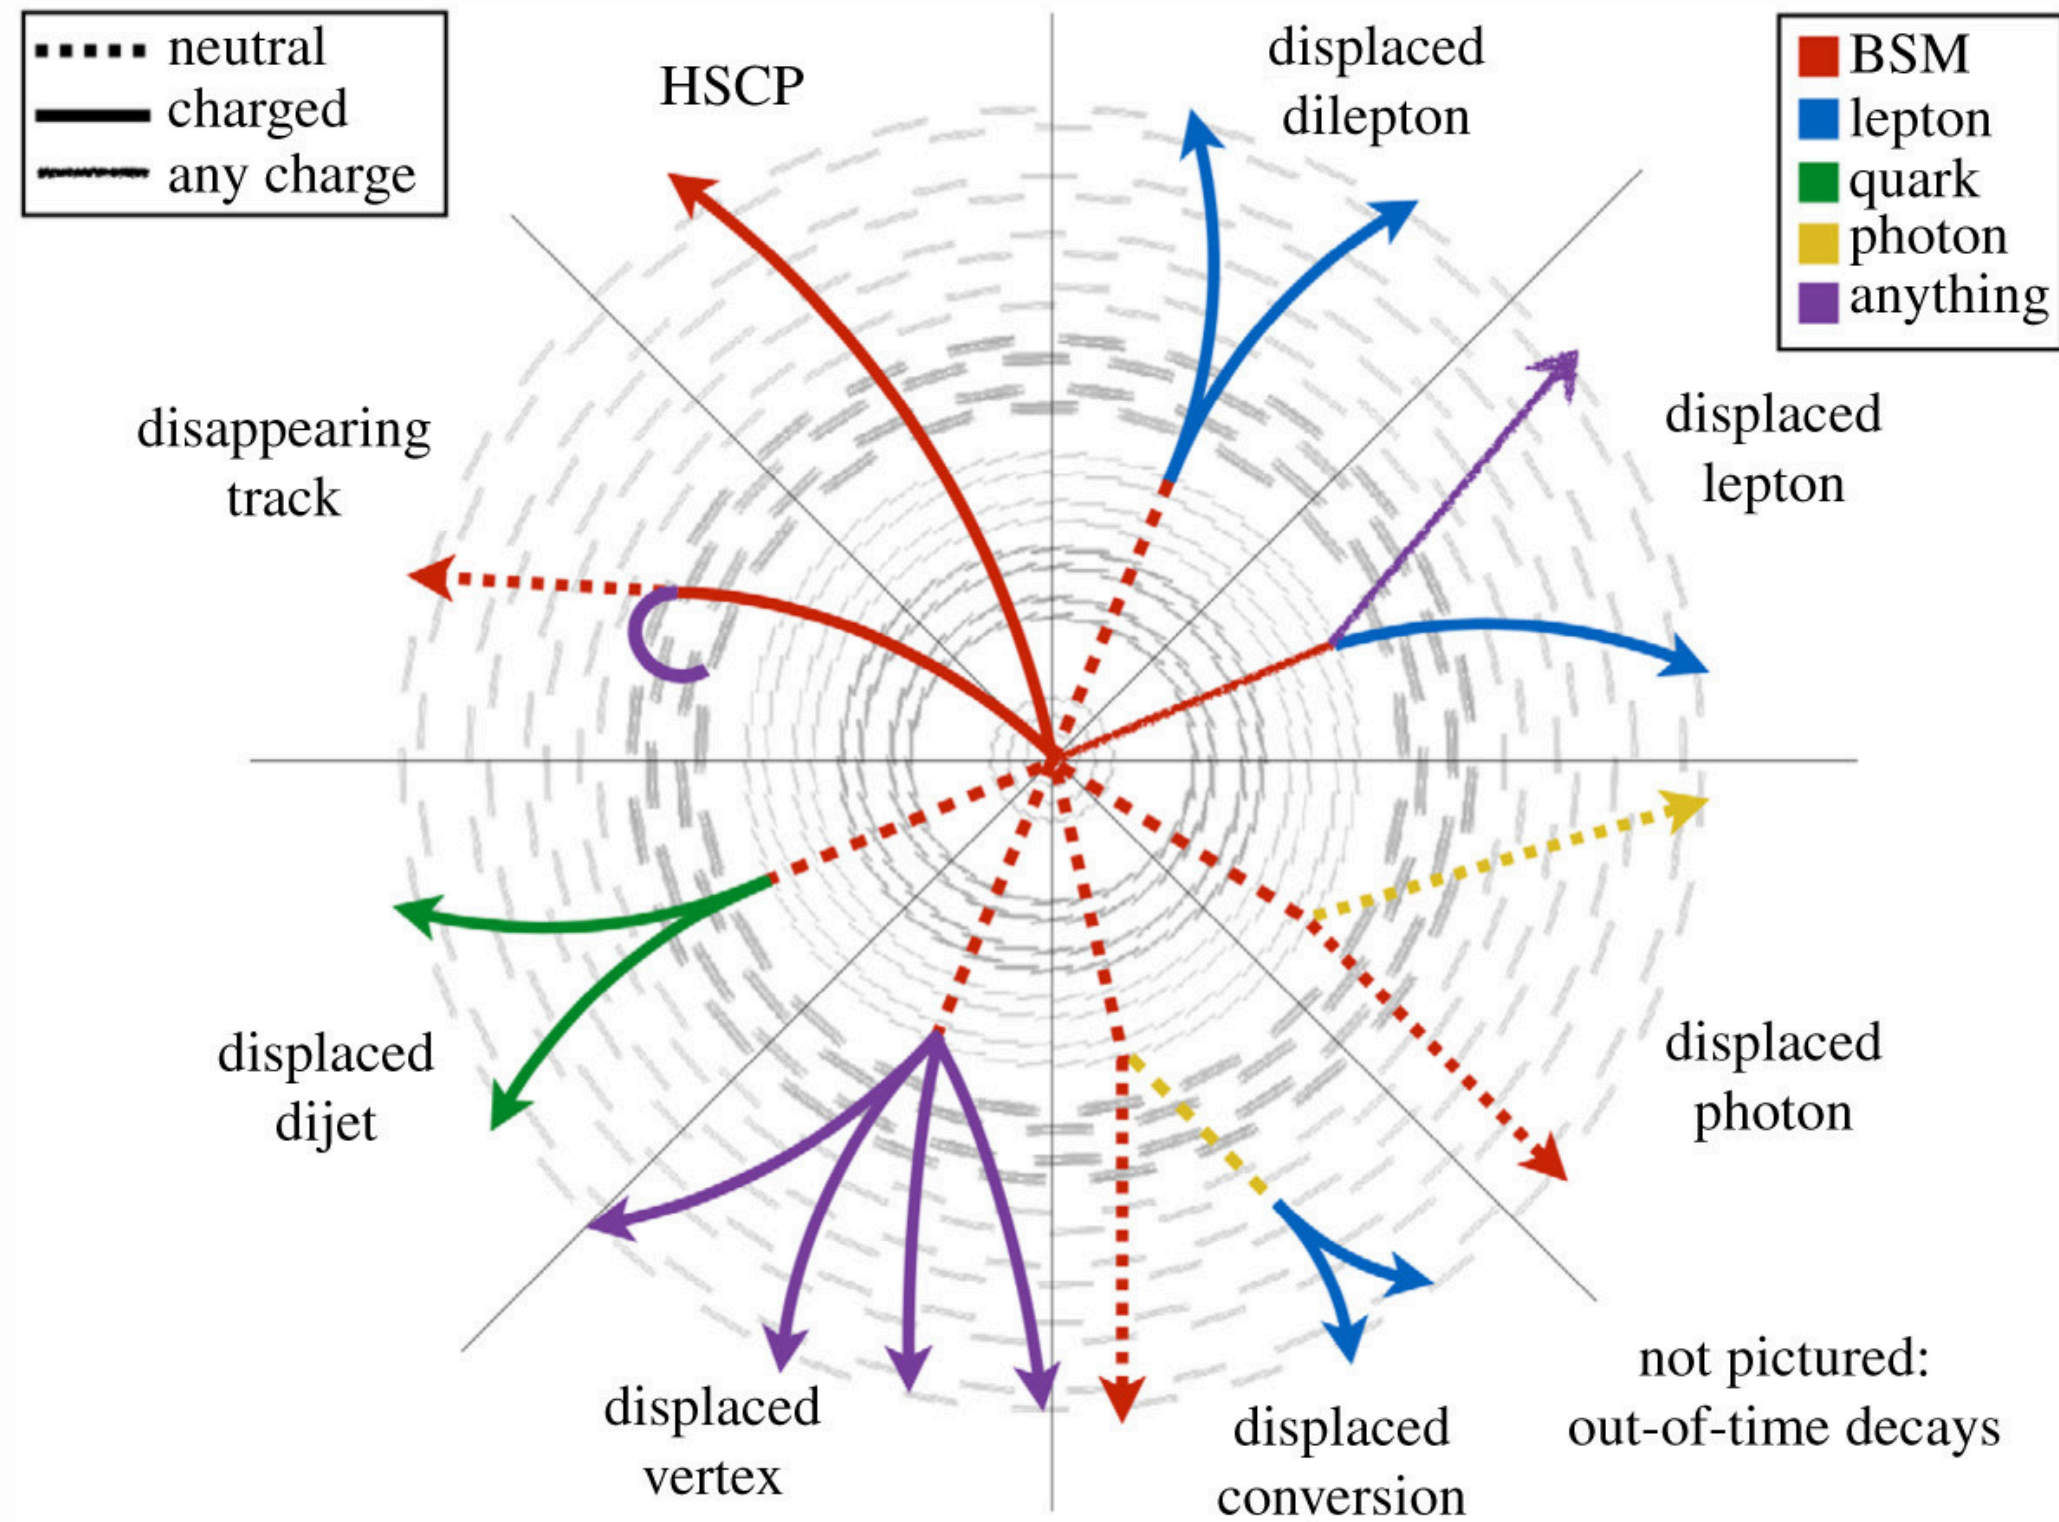 neutral
charged
any charge
HSCP
displaced
dilepton
BSM
lepton
quark
photon
anything
displaced
lepton
disappearing
track
displaced
photon
displaced
dijet
not pictured:
out-of-time decays
displaced
vertex
displaced
conversion